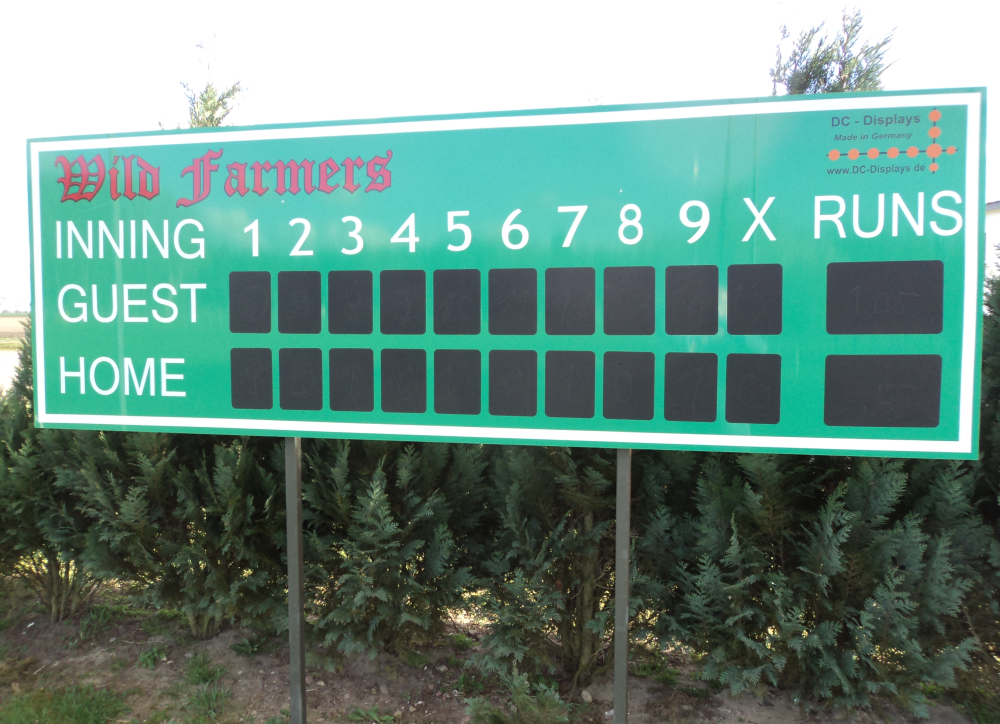 Wild Farmers
DC - Displays
Made in Germany
www.DC-Displays.de
INNING 1 2 3 4 5 6 7 8 9 X RUNS
GUEST
HOME